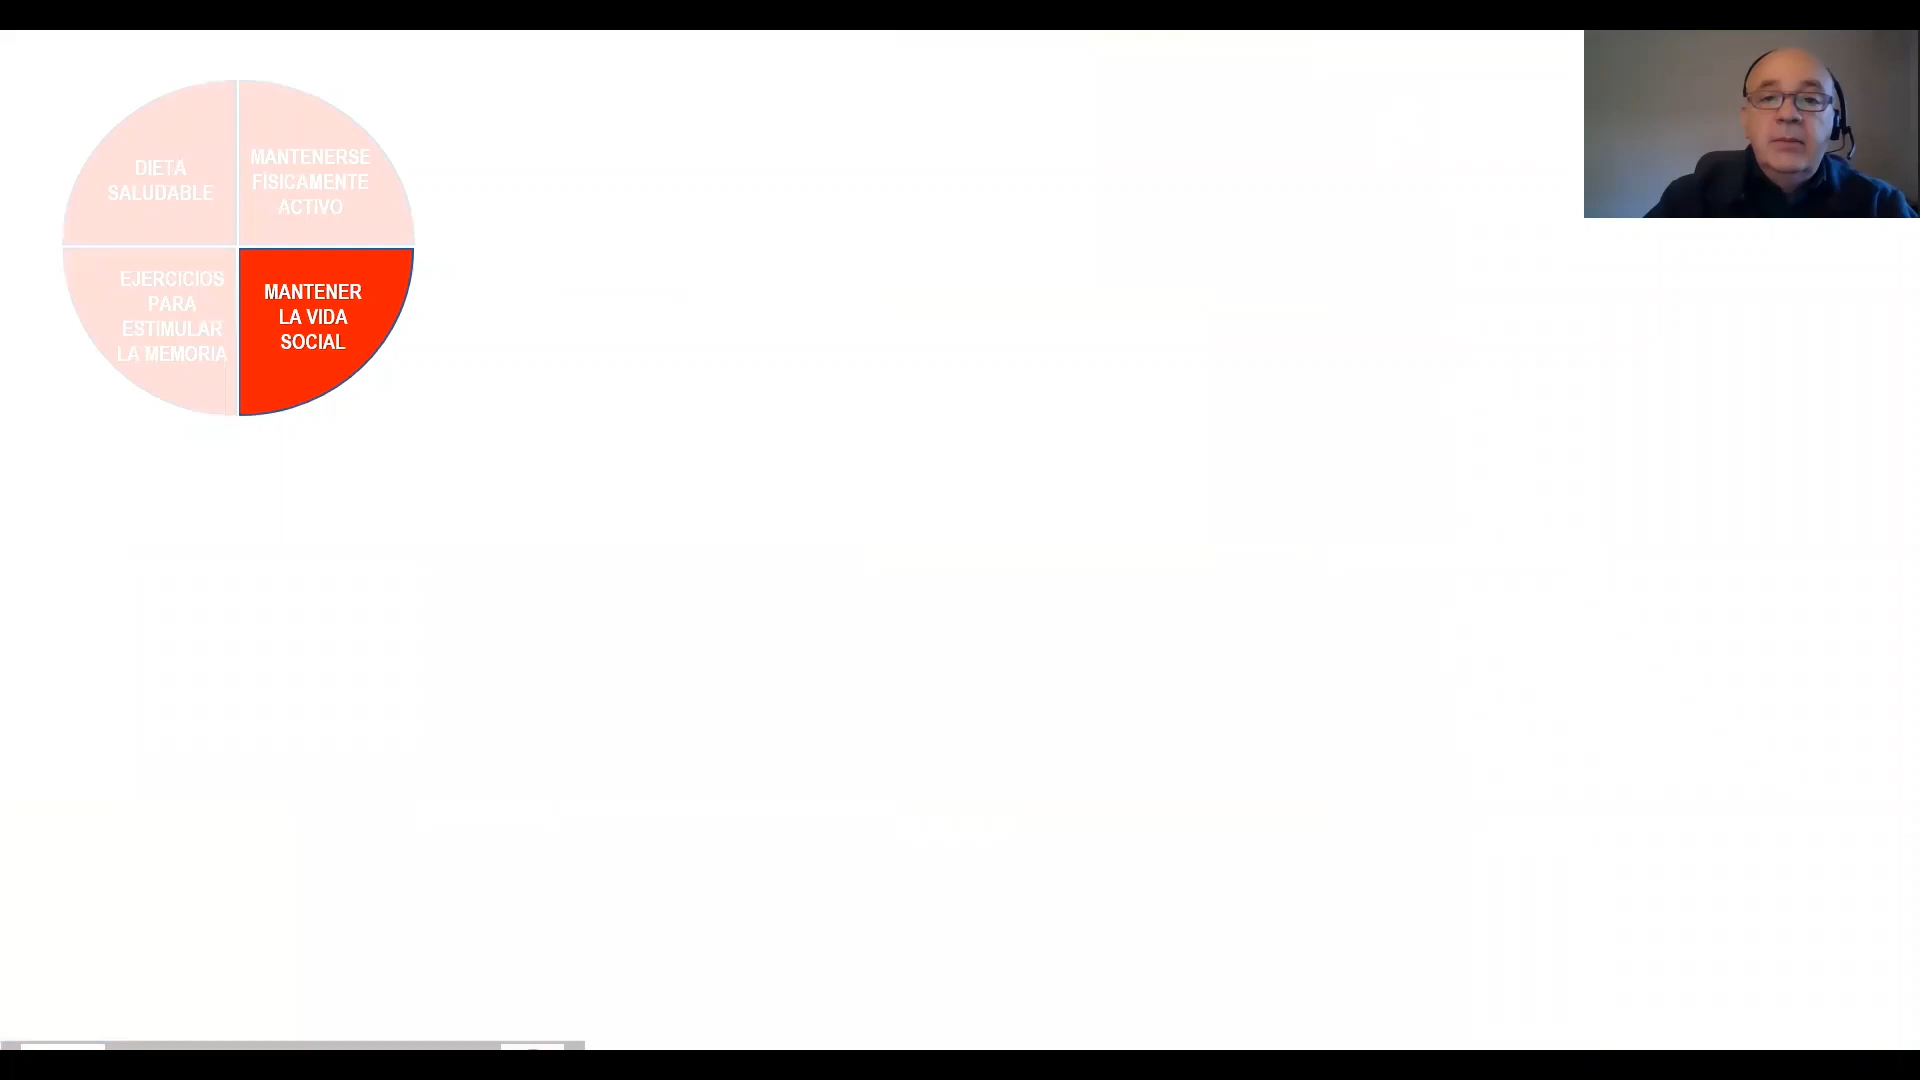 DIETA
SALUDABLE
MANTENERSE
FISICAMENTE
ACTIVO
EJERCICIOS
PARA
ESTIMULAR
LA MEMORIA
MANTENER
LA VIDA
SOCIAL